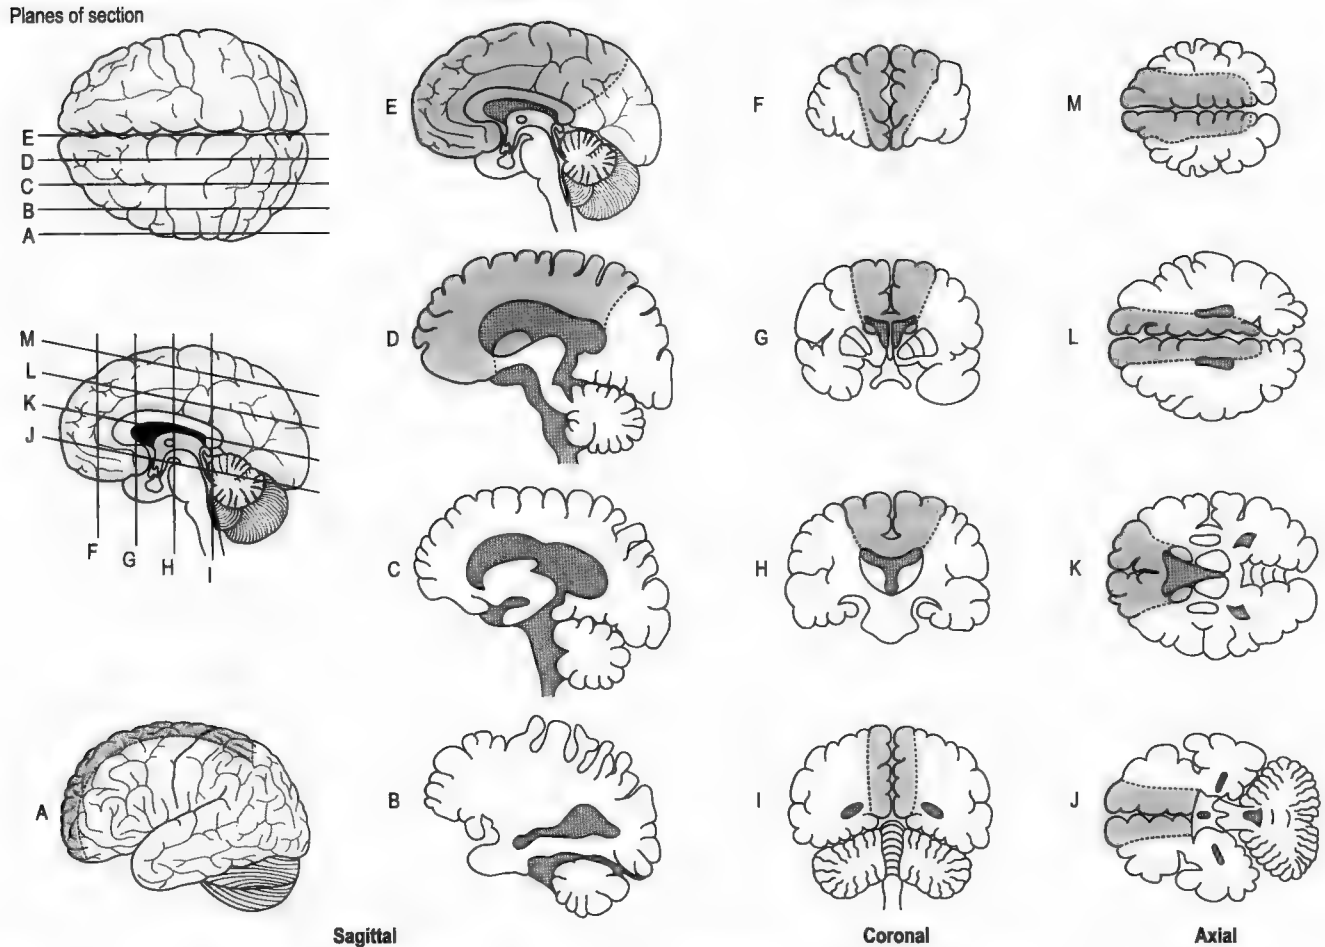 Planes of section
E
D
C
B
A
M
L
K
J
F
G
H
I
E
D
C
B
A
F
G
H
I
M
L
K
J
Sagittal
Coronal
Axial